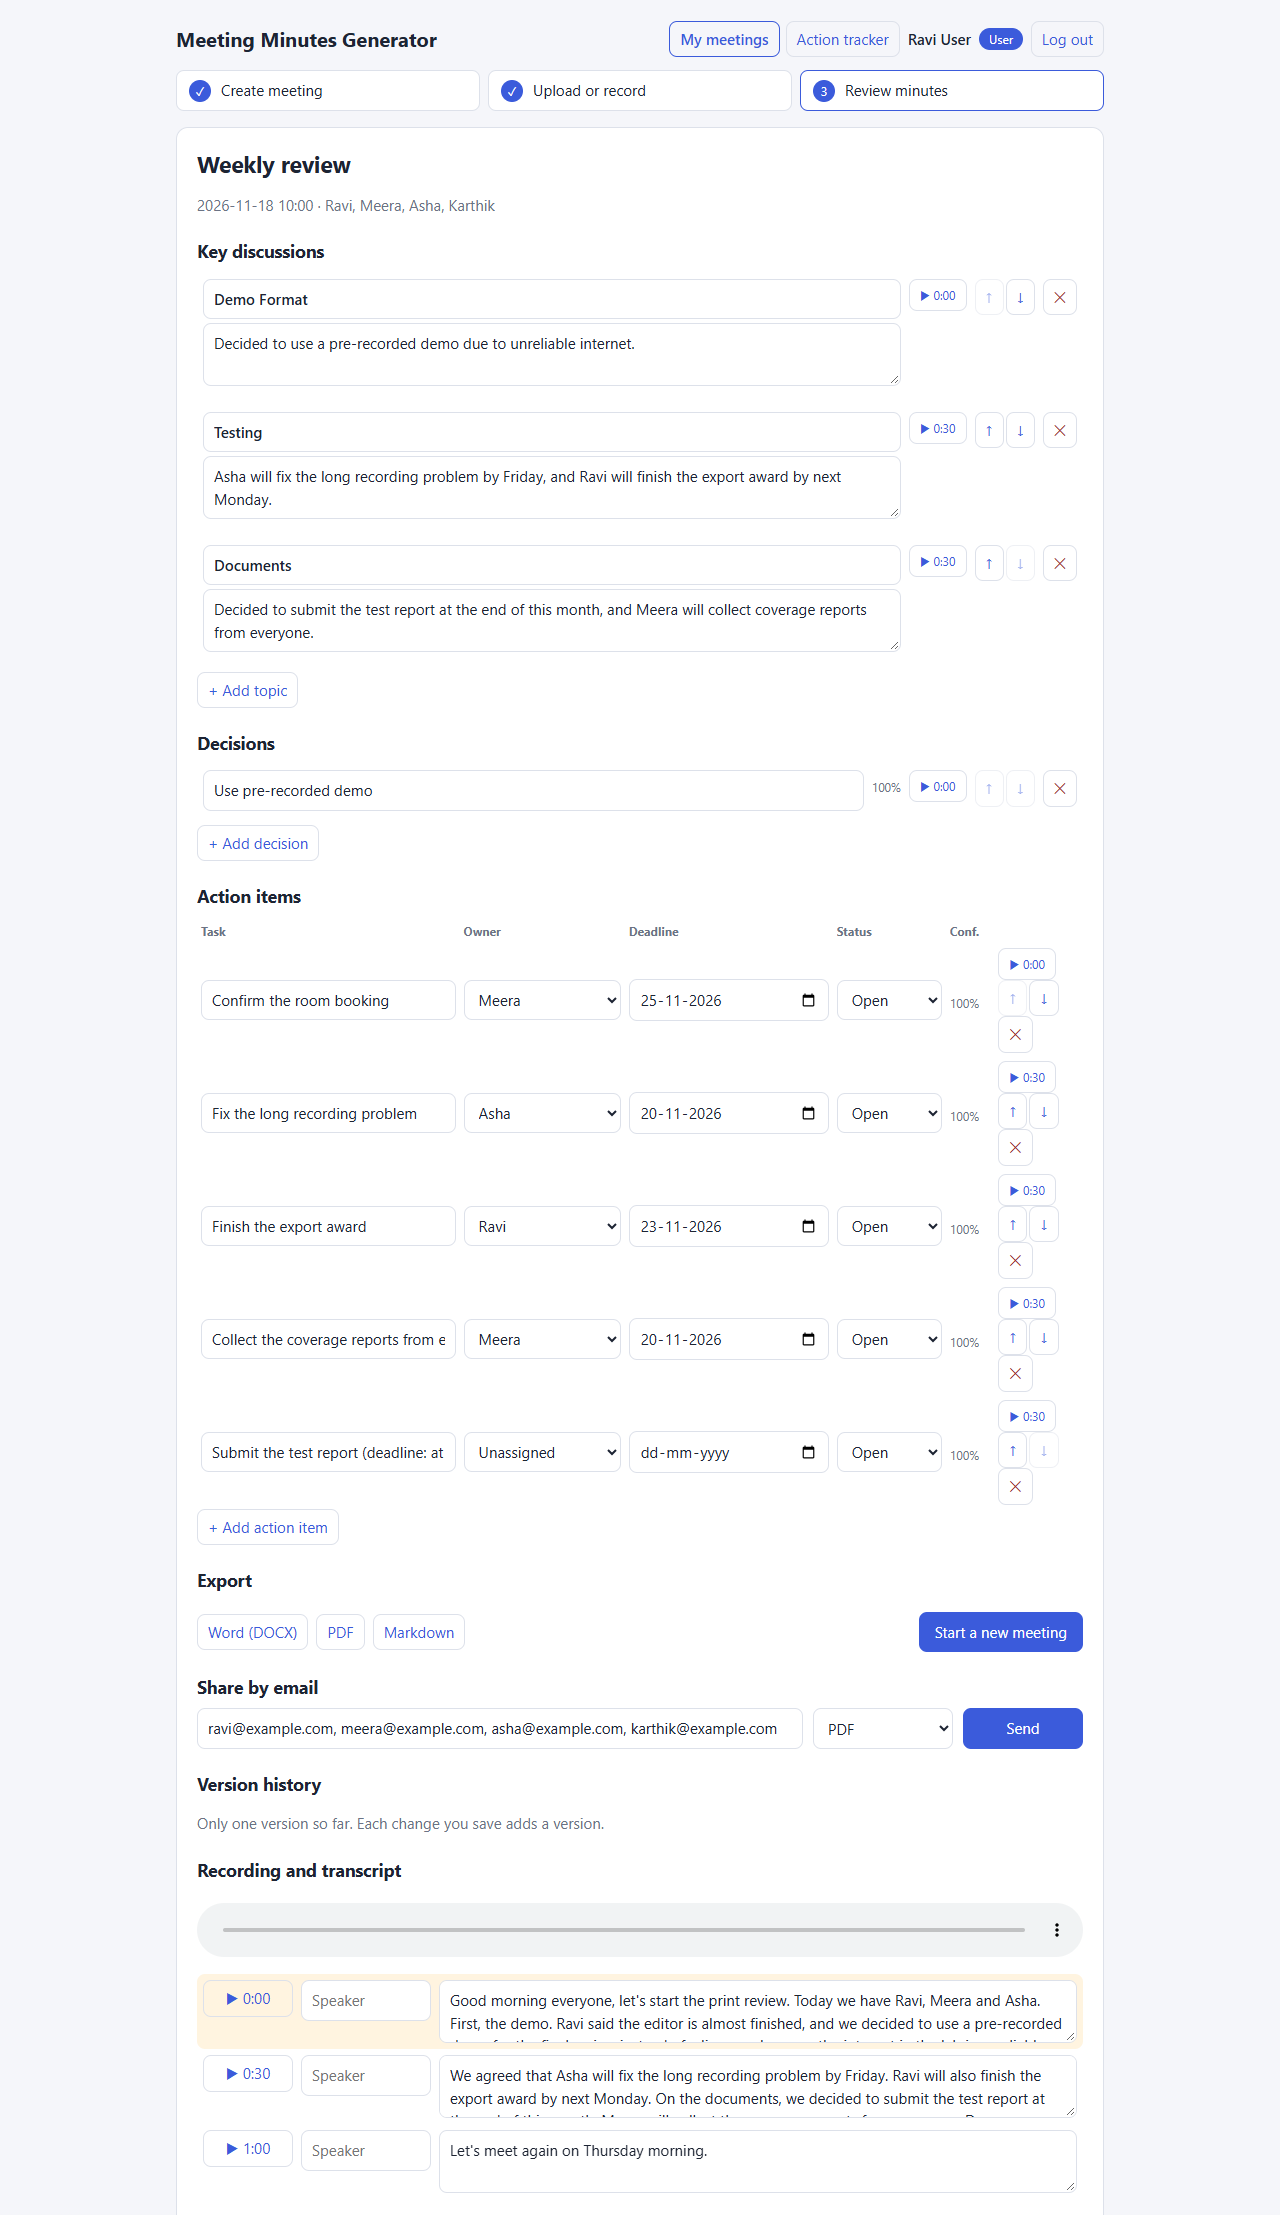 Meeting Minutes Generator
My meetings
Action tracker
Ravi User
User
Log out
✓ Create meeting
✓ Upload or record
3 Review minutes
Weekly review
2026-11-18 10:00 · Ravi, Meera, Asha, Karthik
Key discussions
Demo Format
▶ 0:00 ↑ ↓ ×
Decided to use a pre-recorded demo due to unreliable internet.
Testing
▶ 0:30 ↑ ↓ ×
Asha will fix the long recording problem by Friday, and Ravi will finish the export award by next
Monday.
Documents
▶ 0:30 ↑ ↓ ×
Decided to submit the test report at the end of this month, and Meera will collect coverage reports
from everyone.
+ Add topic
Decisions
Use pre-recorded demo
100% ▶ 0:00 ↑ ↓ ×
+ Add decision
Action items
Task Owner Deadline Status Conf.
Confirm the room booking Meera 25-11-2026 Open 100% ▶ 0:00 ↑ ↓ ×
Fix the long recording problem Asha 20-11-2026 Open 100% ▶ 0:30 ↑ ↓ ×
Finish the export award Ravi 23-11-2026 Open 100% ▶ 0:30 ↑ ↓ ×
Collect the coverage reports from e Meera 20-11-2026 Open 100% ▶ 0:30 ↑ ↓ ×
Submit the test report (deadline: at Unassigned dd-mm-yyyy Open 100% ▶ 0:30 ↑ ↓ ×
+ Add action item
Export
Word (DOCX) PDF Markdown Start a new meeting
Share by email
ravi@example.com, meera@example.com, asha@example.com, karthik@example.com PDF Send
Version history
Only one version so far. Each change you save adds a version.
Recording and transcript
▶ 0:00 Speaker
Good morning everyone, let's start the print review. Today we have Ravi, Meera and Asha.
First, the demo. Ravi said the editor is almost finished, and we decided to use a pre-recorded
▶ 0:30 Speaker
We agreed that Asha will fix the long recording problem by Friday. Ravi will also finish the
export award by next Monday. On the documents, we decided to submit the test report at
▶ 1:00 Speaker
Let's meet again on Thursday morning.